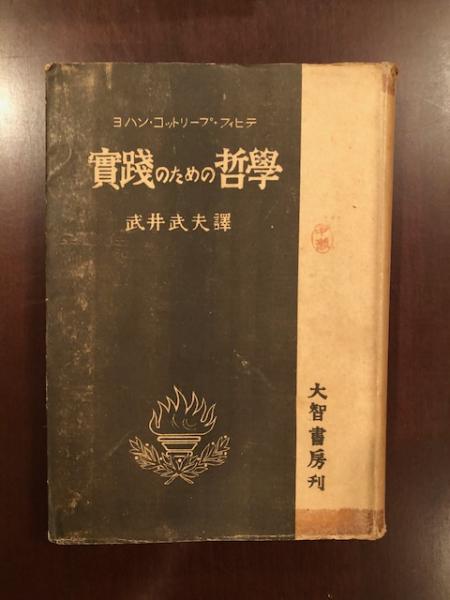 ヨハン・ゴットリープ・フィヒテ
實踐のための哲學
武井武夫譯
大智書房刊